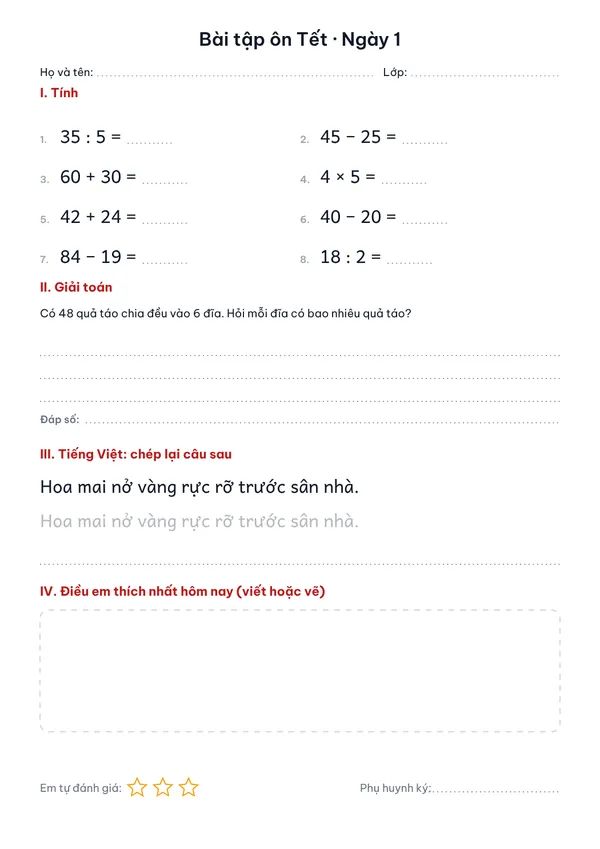 Bài tập ôn Tết · Ngày 1
Họ và tên: Lớp:
I. Tính
1. 35 : 5 = 2. 45 − 25 =
3. 60 + 30 = 4. 4 × 5 =
5. 42 + 24 = 6. 40 − 20 =
7. 84 − 19 = 8. 18 : 2 =
II. Giải toán
Có 48 quả táo chia đều vào 6 đĩa. Hỏi mỗi đĩa có bao nhiêu quả táo?
Đáp số:
III. Tiếng Việt: chép lại câu sau
Hoa mai nở vàng rực rỡ trước sân nhà.
Hoa mai nở vàng rực rỡ trước sân nhà.
IV. Điều em thích nhất hôm nay (viết hoặc vẽ)
Em tự đánh giá: Phụ huynh ký: